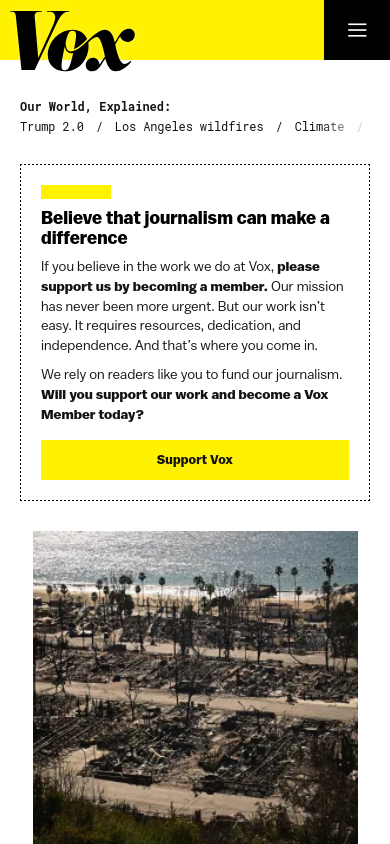 Vox
Our World, Explained:
Trump 2.0 / Los Angeles wildfires / Climate /
Believe that journalism can make a
difference
If you believe in the work we do at Vox, please
support us by becoming a member. Our mission
has never been more urgent. But our work isn’t
easy. It requires resources, dedication, and
independence. And that’s where you come in.
We rely on readers like you to fund our journalism.
Will you support our work and become a Vox
Member today?
Support Vox